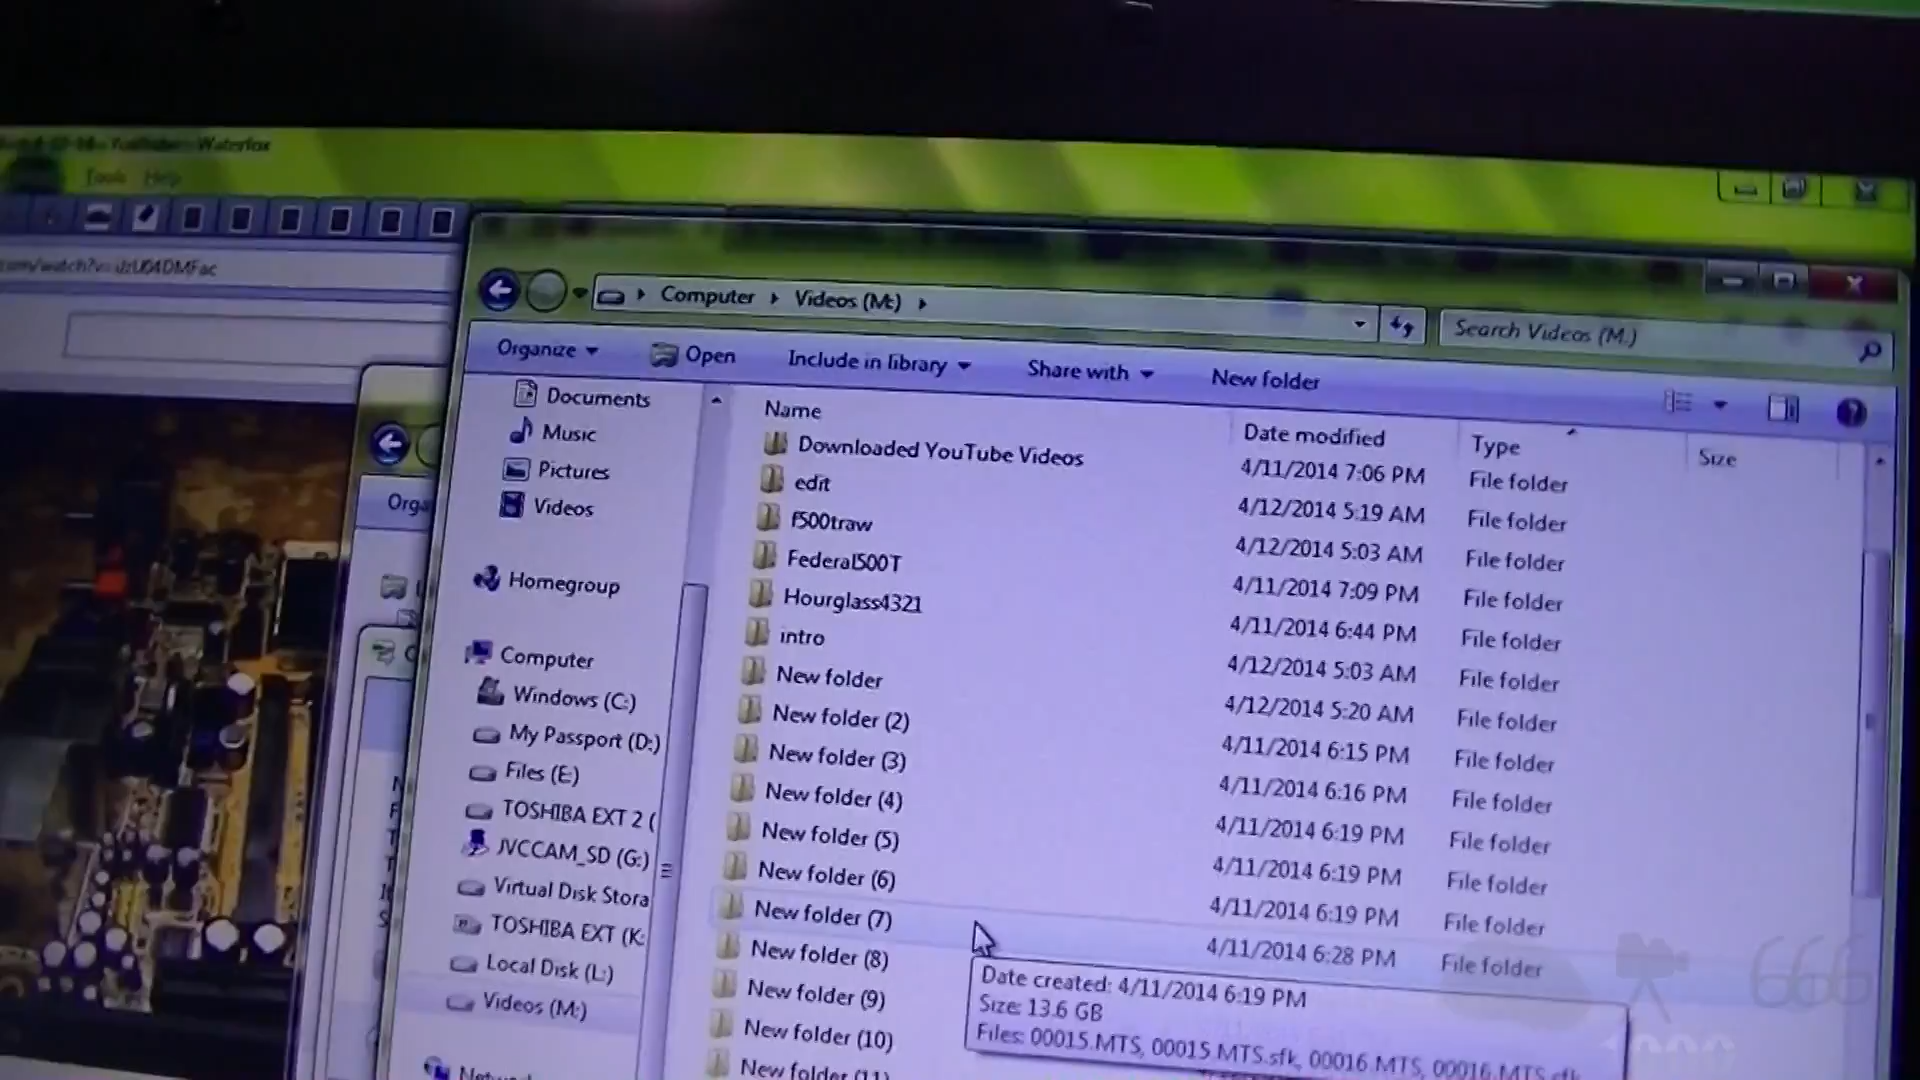 Waterfox
Tools Help
Computer Videos (M:)
Search Videos (M:)
Organize Open Include in library Share with New folder
Documents
Music
Pictures
Videos
Homegroup
Computer
Windows (C:)
My Passport (D:)
Files (E:)
TOSHIBA EXT 2 (
JVCCAM_SD (G:)
Virtual Disk Stora
TOSHIBA EXT (K:
Local Disk (L:)
Videos (M:)
Name Date modified Type Size
Downloaded YouTube Videos 4/11/2014 7:06 PM File folder
edit 4/12/2014 5:19 AM File folder
f500traw 4/12/2014 5:03 AM File folder
Federal500T 4/11/2014 7:09 PM File folder
Hourglass4321 4/11/2014 6:44 PM File folder
intro 4/12/2014 5:03 AM File folder
New folder 4/12/2014 5:20 AM File folder
New folder (2) 4/11/2014 6:15 PM File folder
New folder (3) 4/11/2014 6:16 PM File folder
New folder (4) 4/11/2014 6:19 PM File folder
New folder (5) 4/11/2014 6:19 PM File folder
New folder (6) 4/11/2014 6:19 PM File folder
New folder (7) 4/11/2014 6:28 PM File folder
New folder (8)
New folder (9)
New folder (10)
New folder (11)
Date created: 4/11/2014 6:19 PM
Size: 13.6 GB
Files: 00015.MTS, 00015.MTS.sfk, 00016.MTS, 00016.MTS.sfk
666